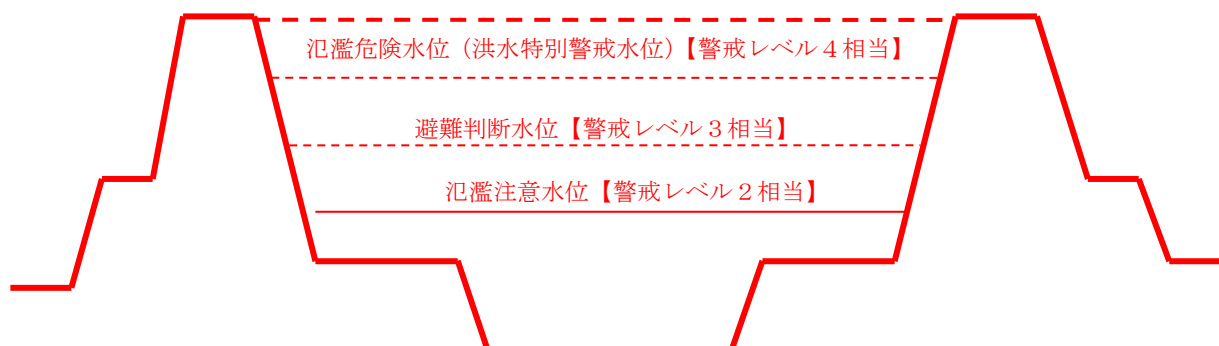 氾濫危険水位（洪水特別警戒水位）【警戒レベル４相当】
避難判断水位【警戒レベル３相当】
氾濫注意水位【警戒レベル２相当】